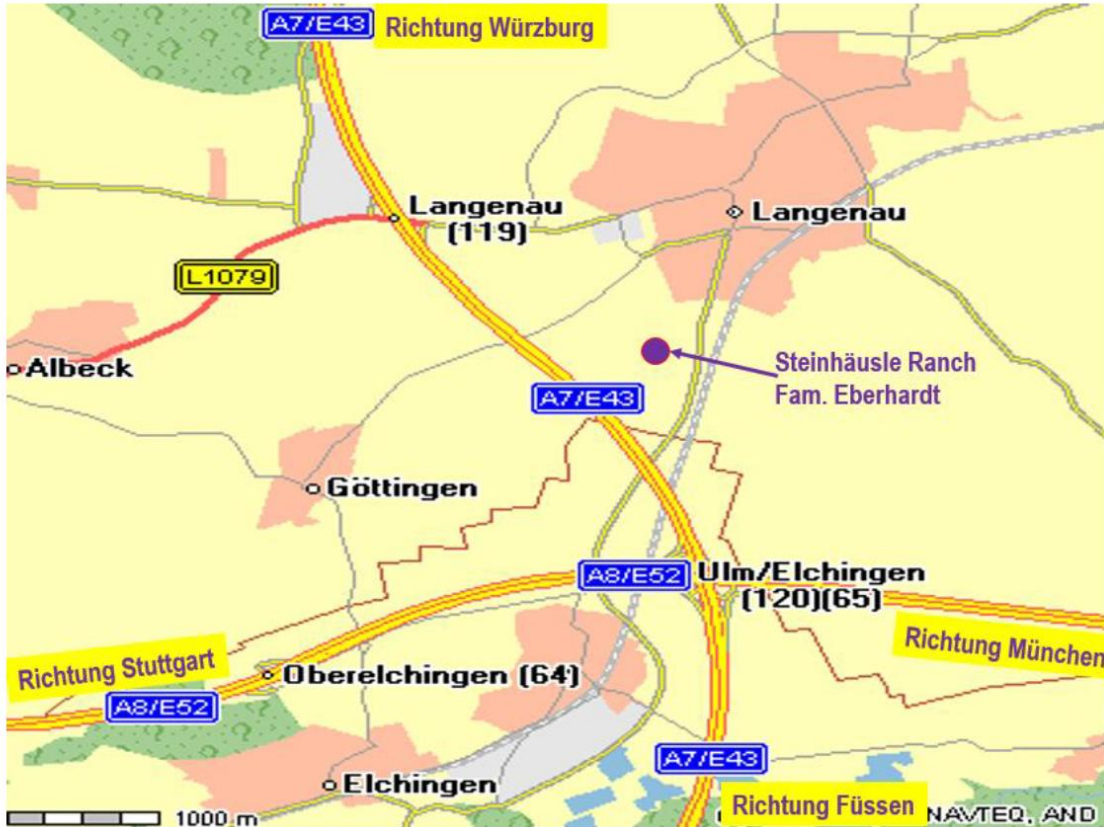 A7/E43
Richtung Würzburg
Langenau
(119)
Langenau
L1079
Albeck
Steinhäusle Ranch
Fam. Eberhardt
A7/E43
Göttingen
A8/E52
Ulm/Elchingen
(120)(65)
Richtung Stuttgart
Richtung München
Oberelchingen (64)
A8/E52
A7/E43
Elchingen
Richtung Füssen
1000 m
NAVTEQ, AND